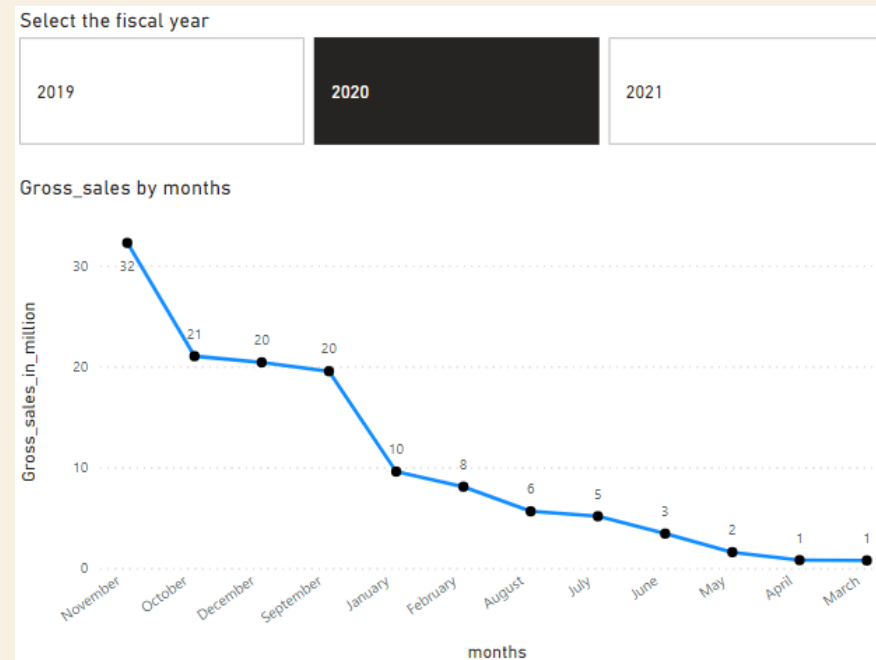 Select the fiscal year
2019
2020
2021
Gross_sales by months
Gross_sales_in_million
30
20
10
0
32
21
20
20
10
8
6
5
3
2
1
1
November
October
December
September
January
February
August
July
June
May
April
March
months